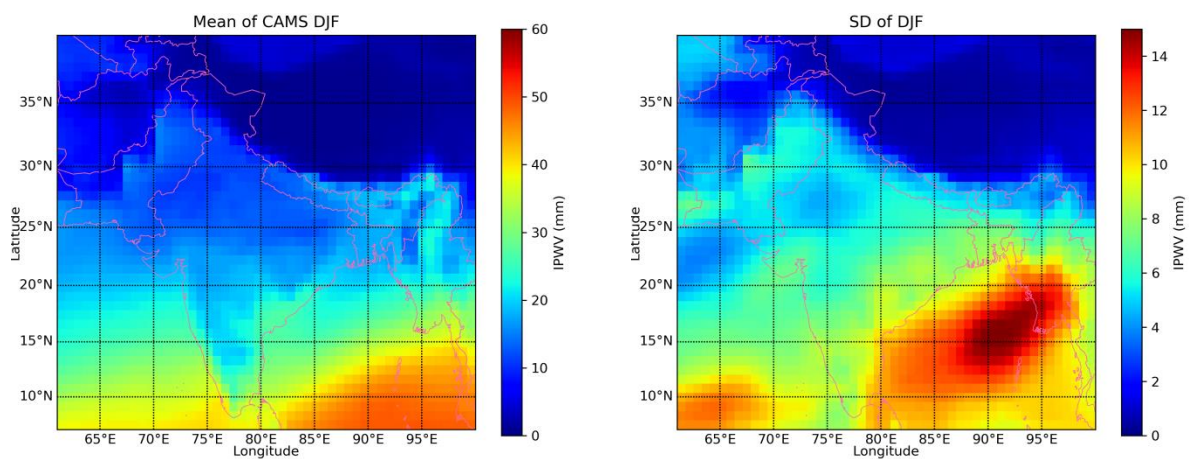 Mean of CAMS DJF
SD of DJF
Latitude
35°N
30°N
25°N
20°N
15°N
10°N
65°E 70°E 75°E 80°E 85°E 90°E 95°E
Longitude
60
50
40
30
20
10
0
IPWV (mm)
Latitude
35°N
30°N
25°N
20°N
15°N
10°N
65°E 70°E 75°E 80°E 85°E 90°E 95°E
Longitude
14
12
10
8
6
4
2
0
IPWV (mm)